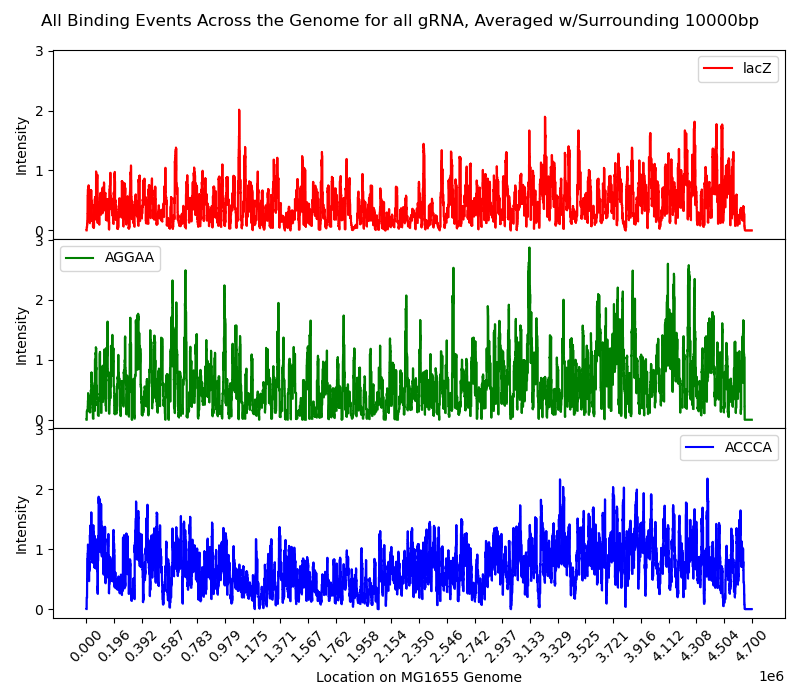 All Binding Events Across the Genome for all gRNA, Averaged w/Surrounding 10000bp
3
2
1
0
Intensity
lacZ
3
2
1
0
Intensity
AGGAA
3
2
1
0
Intensity
ACCCA
0.000 0.196 0.392 0.587 0.783 0.979 1.175 1.371 1.567 1.762 1.958 2.154 2.350 2.546 2.742 2.937 3.133 3.329 3.525 3.721 3.916 4.112 4.308 4.504 4.700
1e6
Location on MG1655 Genome